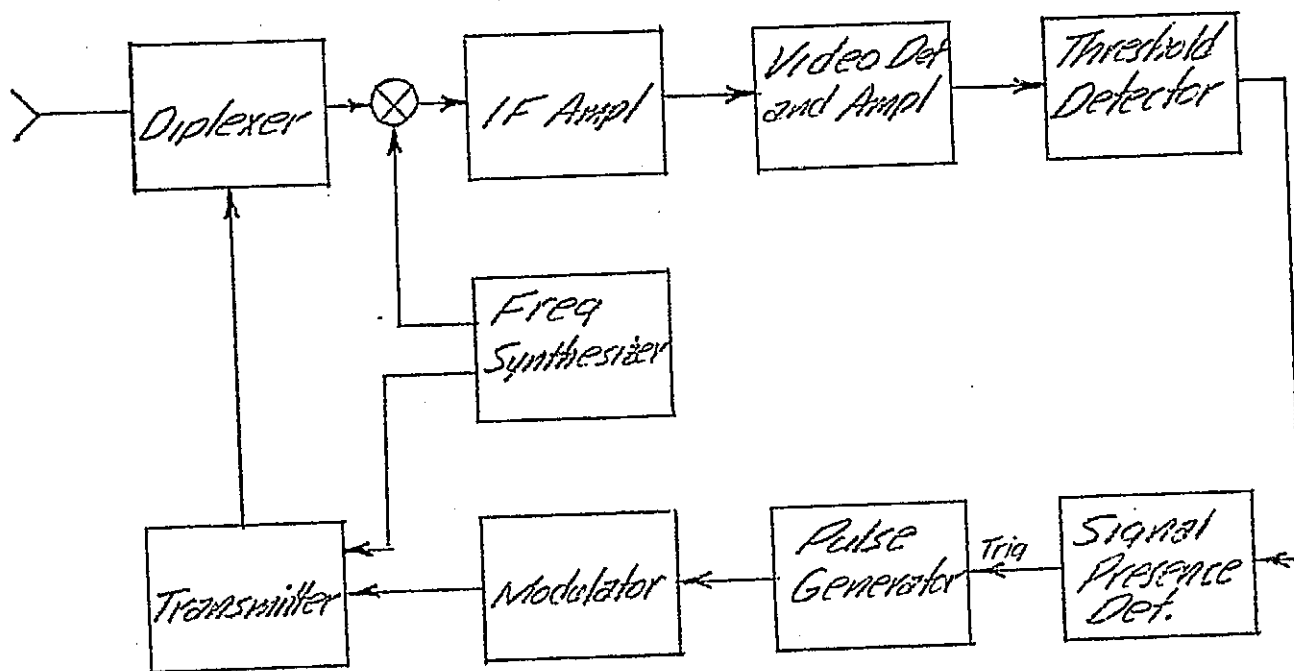 Diplexer
IF Ampl
Video Det
and Ampl
Threshold
Detector
Freq
Synthesizer
Transmitter
Modulator
Pulse
Generator
Trig
Signal
Presence
Det.